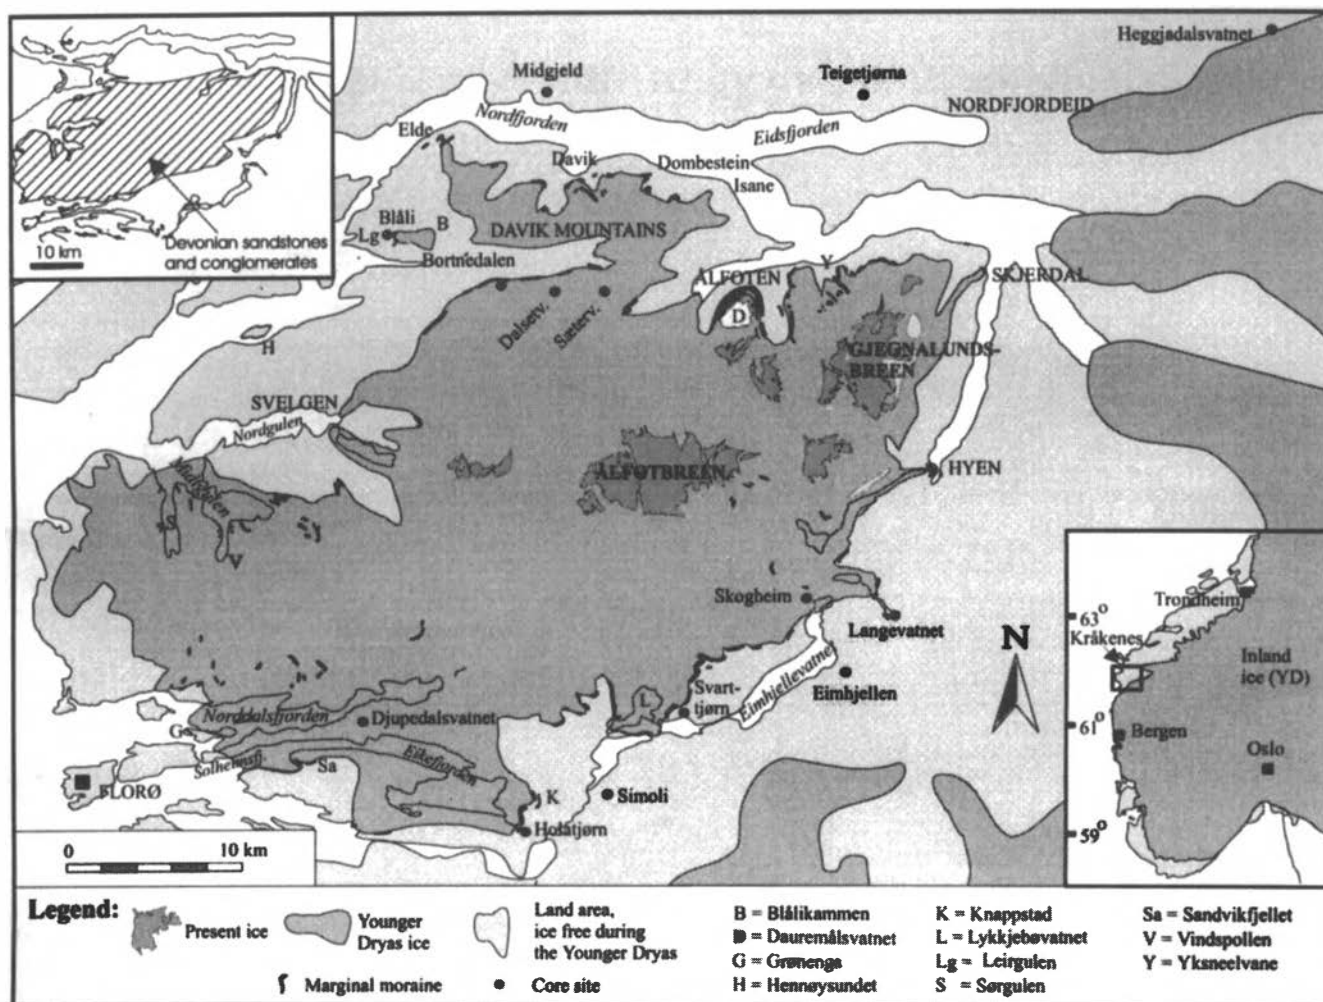 Devonian sandstones
and conglomerates
10 km
Heggjadalsvatnet
Midgjeld
Teigetjørna
NORDFJORDEID
Nordfjorden
Eidsfjorden
Elde
Davik
Dombestein
Isane
Blåli
Lg
B
DAVIK MOUNTAINS
Bortnedalen
ÅLFOTEN
Y
SKJERDAL
D
Dalsetv.
Sæterv.
H
GJEGNALUNDS-
BREEN
SVELGEN
Nordgulen
ÅLFOTBREEN
HYEN
Midtgulen
S
V
Skogheim
Langevatnet
N
Eimhjellen
Eimhjellevatnet
Svart-
tjørn
L
Norddalsfjorden
Djupedalsvatnet
G
Solheimsfj.
Sa
Eikefjorden
FLORØ
K
Simoli
Holåtjørn
0 10 km
Trondheim
63°
Kråkenes
Inland
ice (YD)
61°
Bergen
Oslo
59°
Legend:
Present ice
Younger
Dryas ice
Land area,
ice free during
the Younger Dryas
Marginal moraine
Core site
B = Blålikammen
D = Dauremålsvatnet
G = Grønenga
H = Hennøysundet
K = Knappstad
L = Lykkjebøvatnet
Lg = Leirgulen
S = Sørgulen
Sa = Sandvikfjellet
V = Vindspollen
Y = Yksneelvane